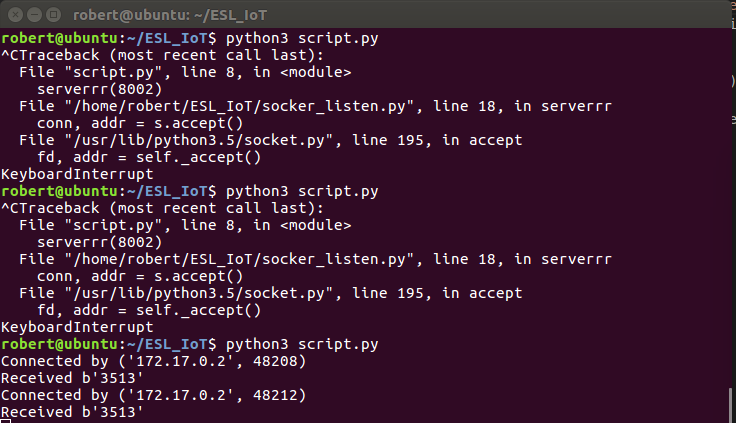 robert@ubuntu: ~/ESL_IoT
robert@ubuntu:~/ESL_IoT$ python3 script.py
^CTraceback (most recent call last):
  File "script.py", line 8, in <module>
    serverrr(8002)
  File "/home/robert/ESL_IoT/socker_listen.py", line 18, in serverrr
    conn, addr = s.accept()
  File "/usr/lib/python3.5/socket.py", line 195, in accept
    fd, addr = self._accept()
KeyboardInterrupt
robert@ubuntu:~/ESL_IoT$ python3 script.py
^CTraceback (most recent call last):
  File "script.py", line 8, in <module>
    serverrr(8002)
  File "/home/robert/ESL_IoT/socker_listen.py", line 18, in serverrr
    conn, addr = s.accept()
  File "/usr/lib/python3.5/socket.py", line 195, in accept
    fd, addr = self._accept()
KeyboardInterrupt
robert@ubuntu:~/ESL_IoT$ python3 script.py
Connected by ('172.17.0.2', 48208)
Received b'3513'
Connected by ('172.17.0.2', 48212)
Received b'3513'